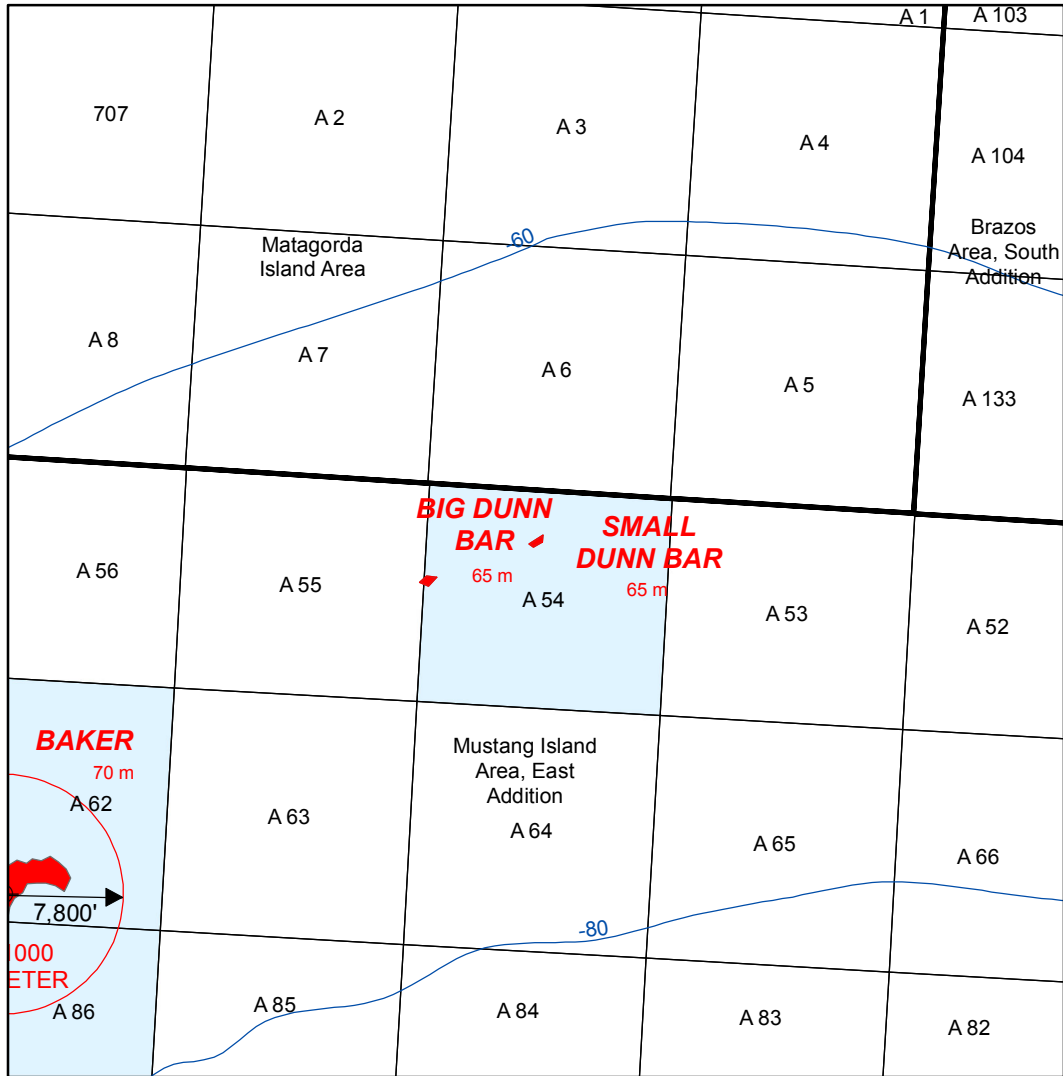 A 1
A 103
707
A 2
A 3
A 4
A 104
Matagorda
Island Area
-60
Brazos
Area, South
Addition
A 8
A 7
A 6
A 5
A 133
BIG DUNN
BAR
65 m
SMALL
DUNN BAR
65 m
A 56
A 55
A 54
A 53
A 52
BAKER
70 m
A 62
A 63
Mustang Island
Area, East
Addition
A 64
A 65
A 66
7,800'
-80
000
ETER
A 86
A 85
A 84
A 83
A 82